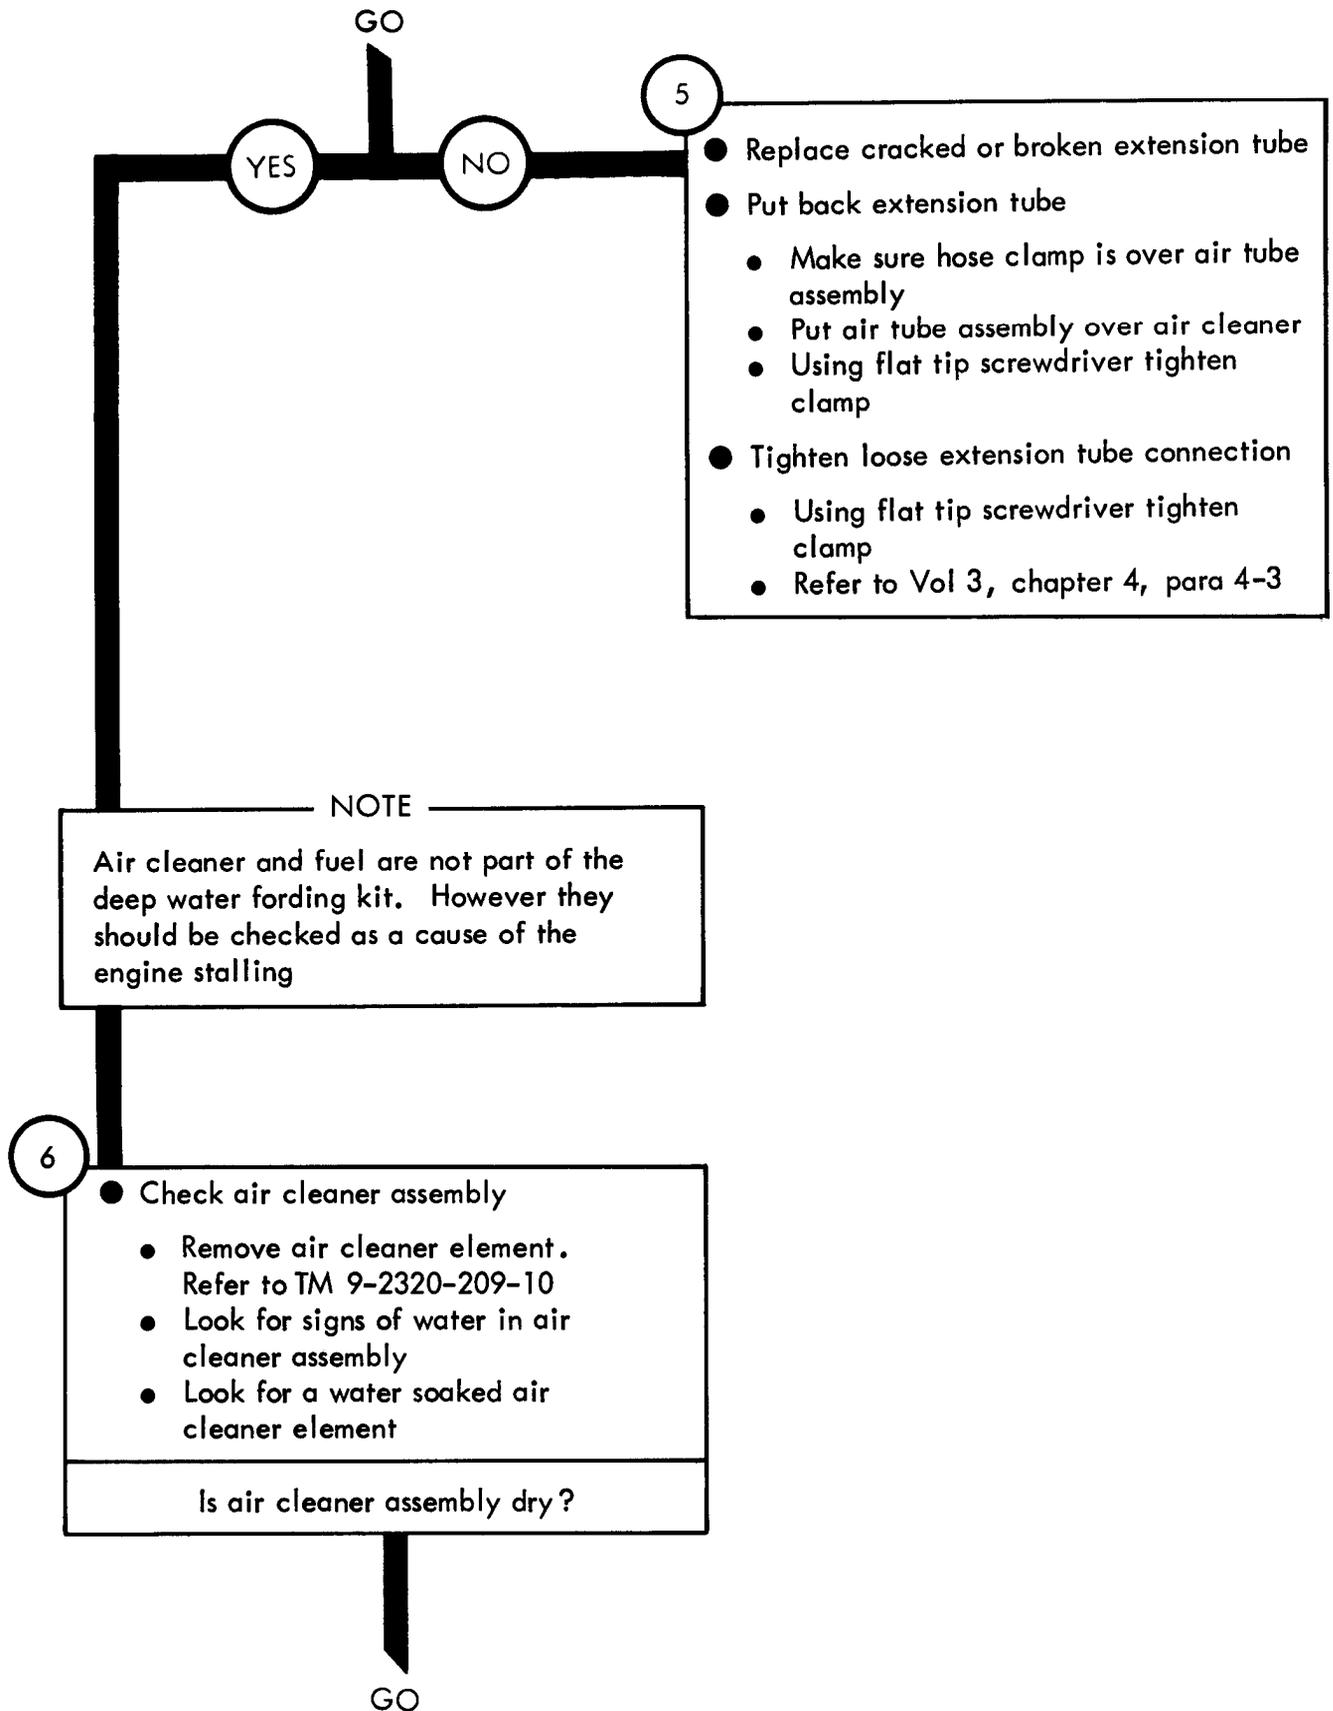 GO
YES
NO
5
● Replace cracked or broken extension tube
● Put back extension tube
● Make sure hose clamp is over air tube
assembly
● Put air tube assembly over air cleaner
● Using flat tip screwdriver tighten
clamp
● Tighten loose extension tube connection
● Using flat tip screwdriver tighten
clamp
● Refer to Vol 3, chapter 4, para 4-3
NOTE
Air cleaner and fuel are not part of the
deep water fording kit. However they
should be checked as a cause of the
engine stalling
6
● Check air cleaner assembly
● Remove air cleaner element.
Refer to TM 9-2320-209-10
● Look for signs of water in air
cleaner assembly
● Look for a water soaked air
cleaner element
Is air cleaner assembly dry?
GO